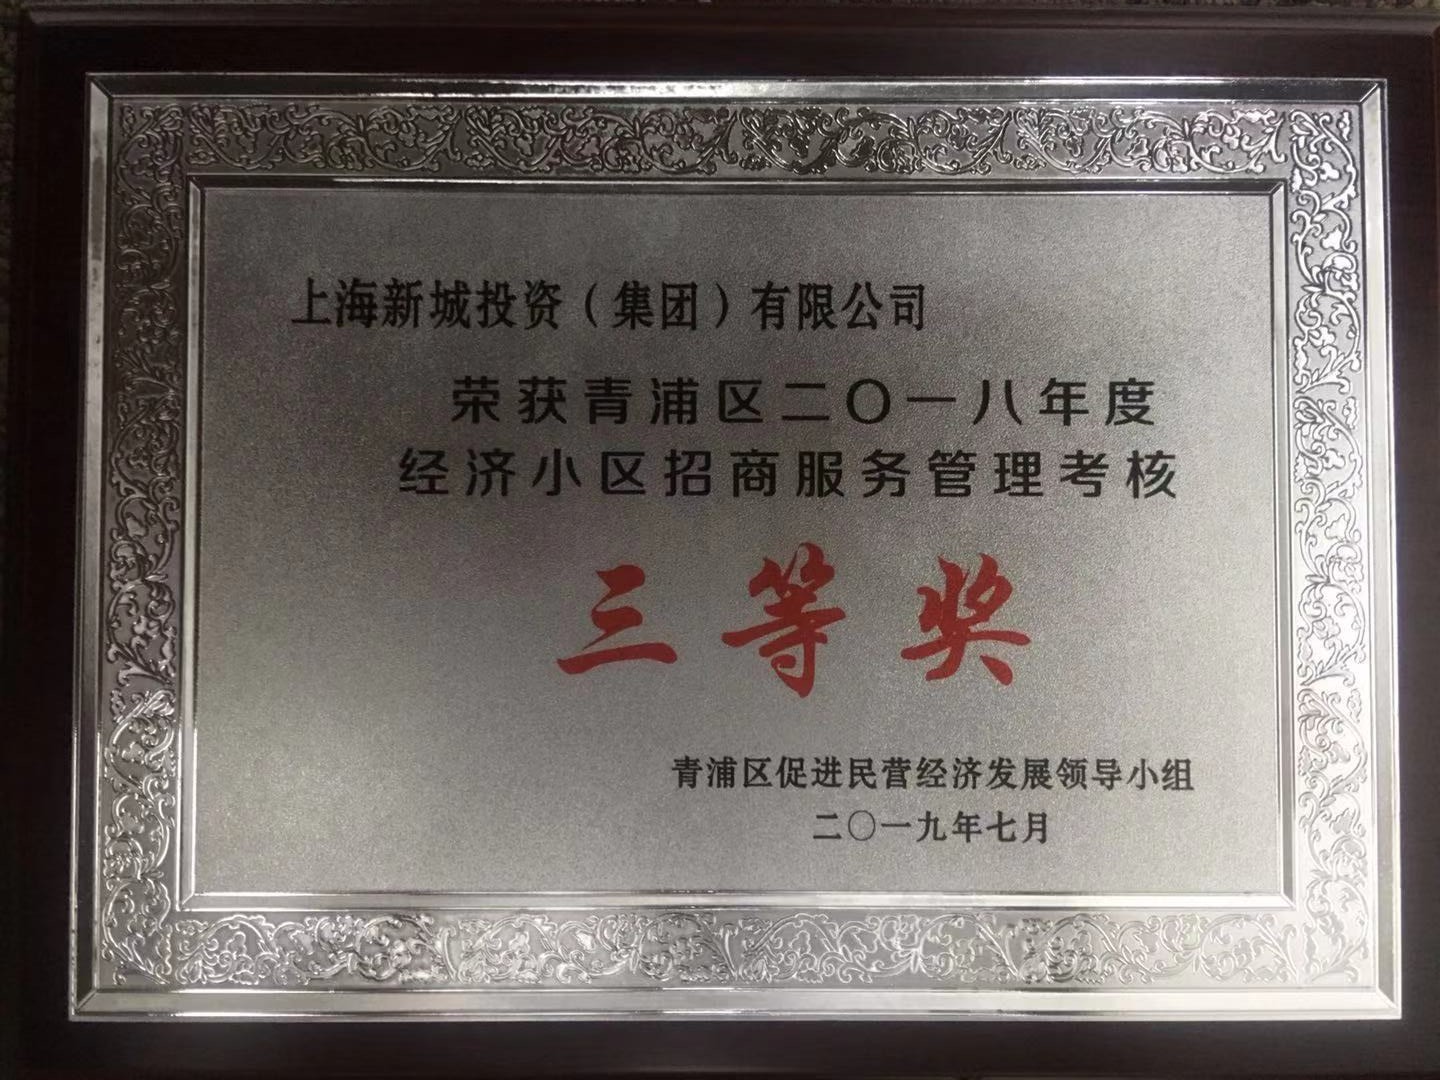 上海新城投资（集团）有限公司
荣获青浦区二〇一八年度
经济小区招商服务管理考核
三等奖
青浦区促进民营经济发展领导小组
二〇一九年七月